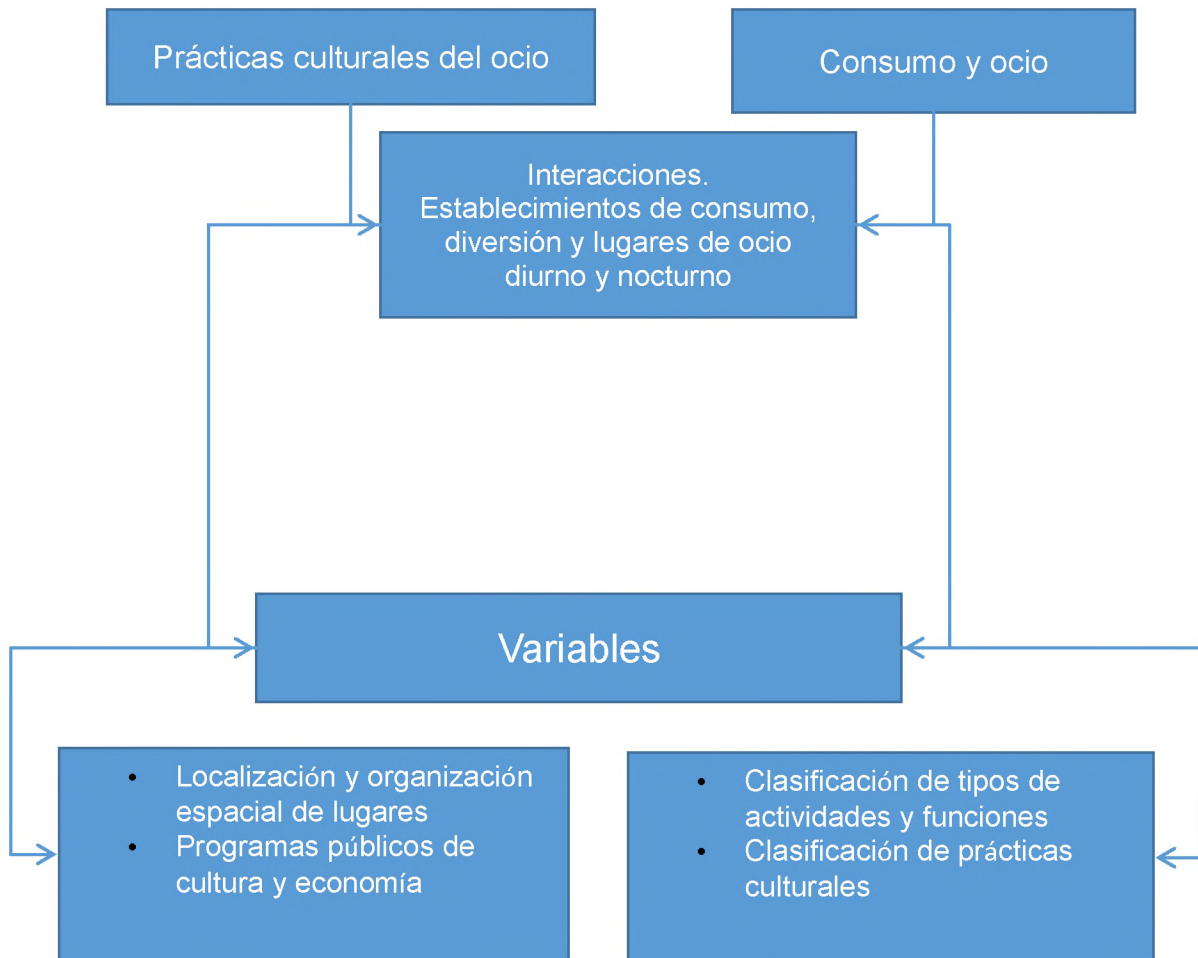 Prácticas culturales del ocio
Consumo y ocio
Interacciones.
Establecimientos de consumo,
diversión y lugares de ocio
diurno y nocturno
Variables
• Localización y organización
espacial de lugares
• Programas públicos de
cultura y economía
• Clasificación de tipos de
actividades y funciones
• Clasificación de prácticas
culturales